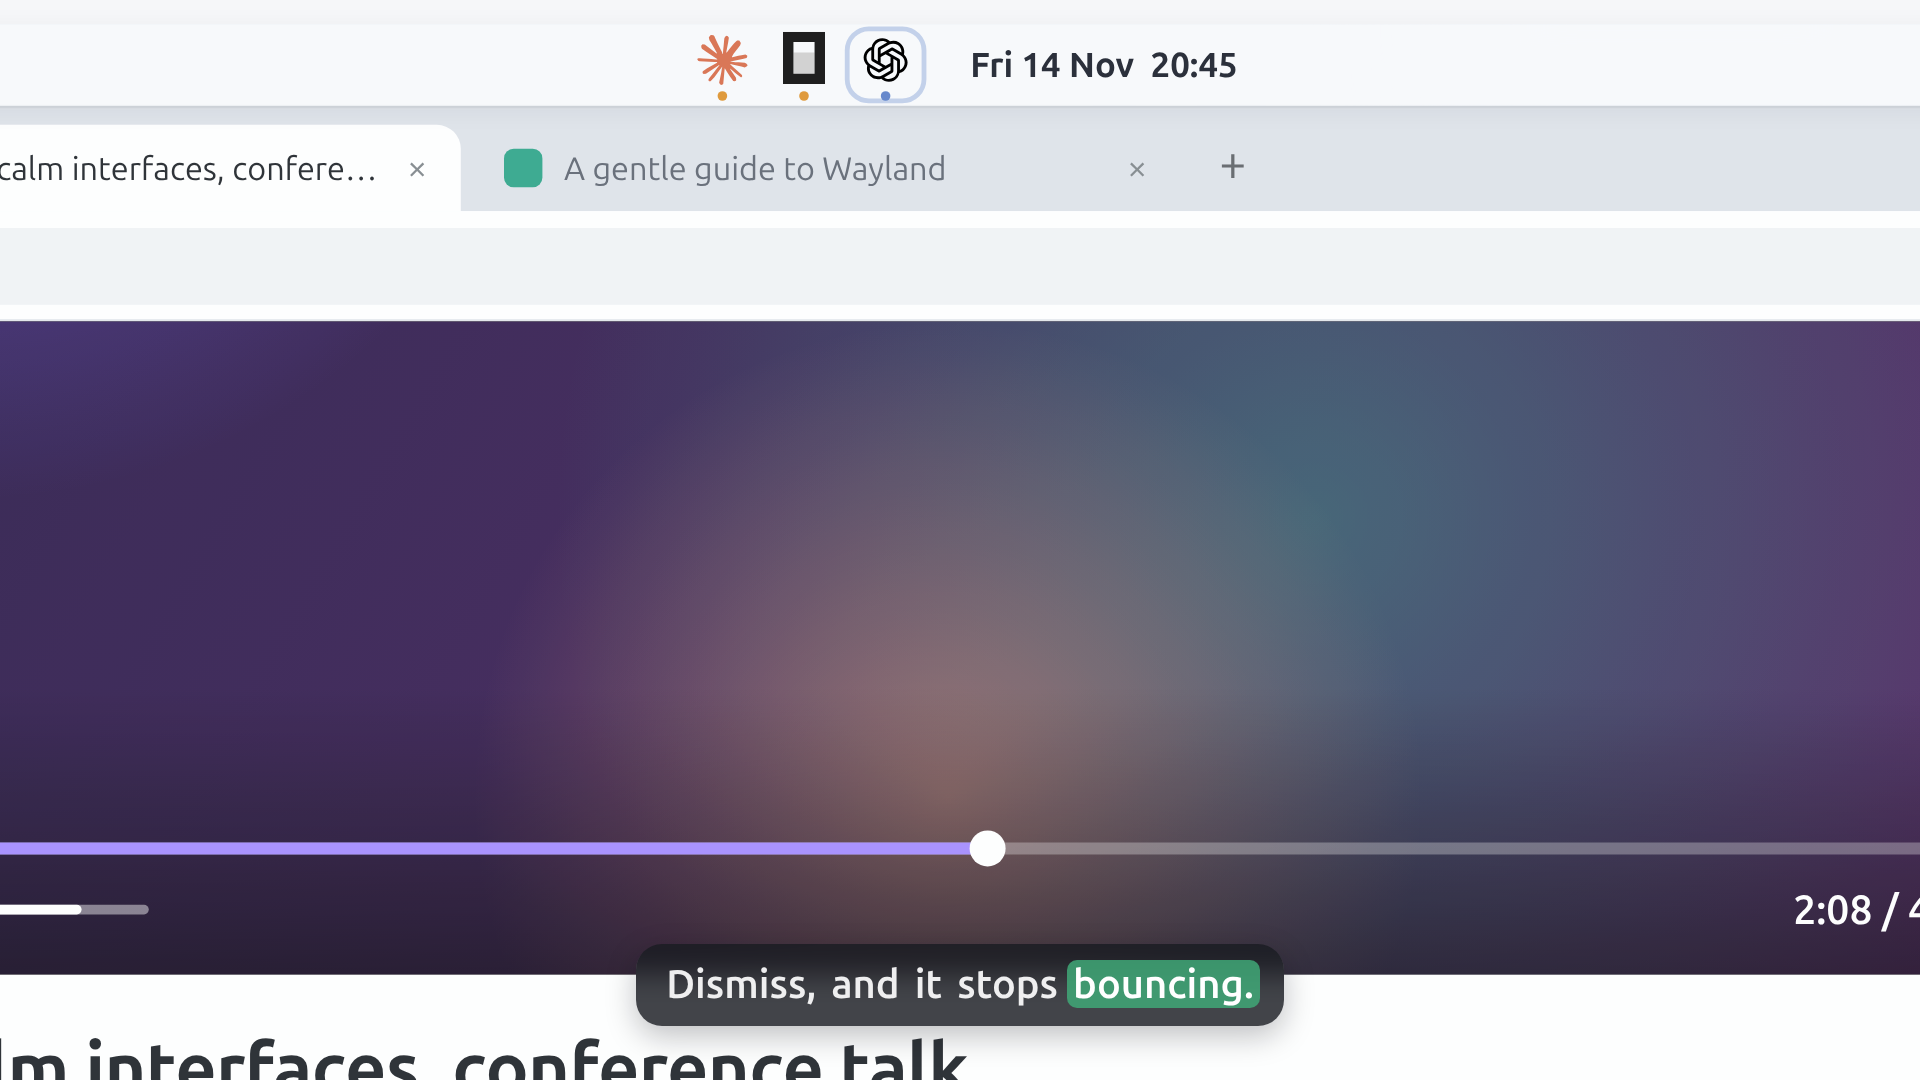 Fri 14 Nov 20:45
calm interfaces, confere…
A gentle guide to Wayland
2:08 / 4
Dismiss, and it stops bouncing.
lm interfaces, conference talk